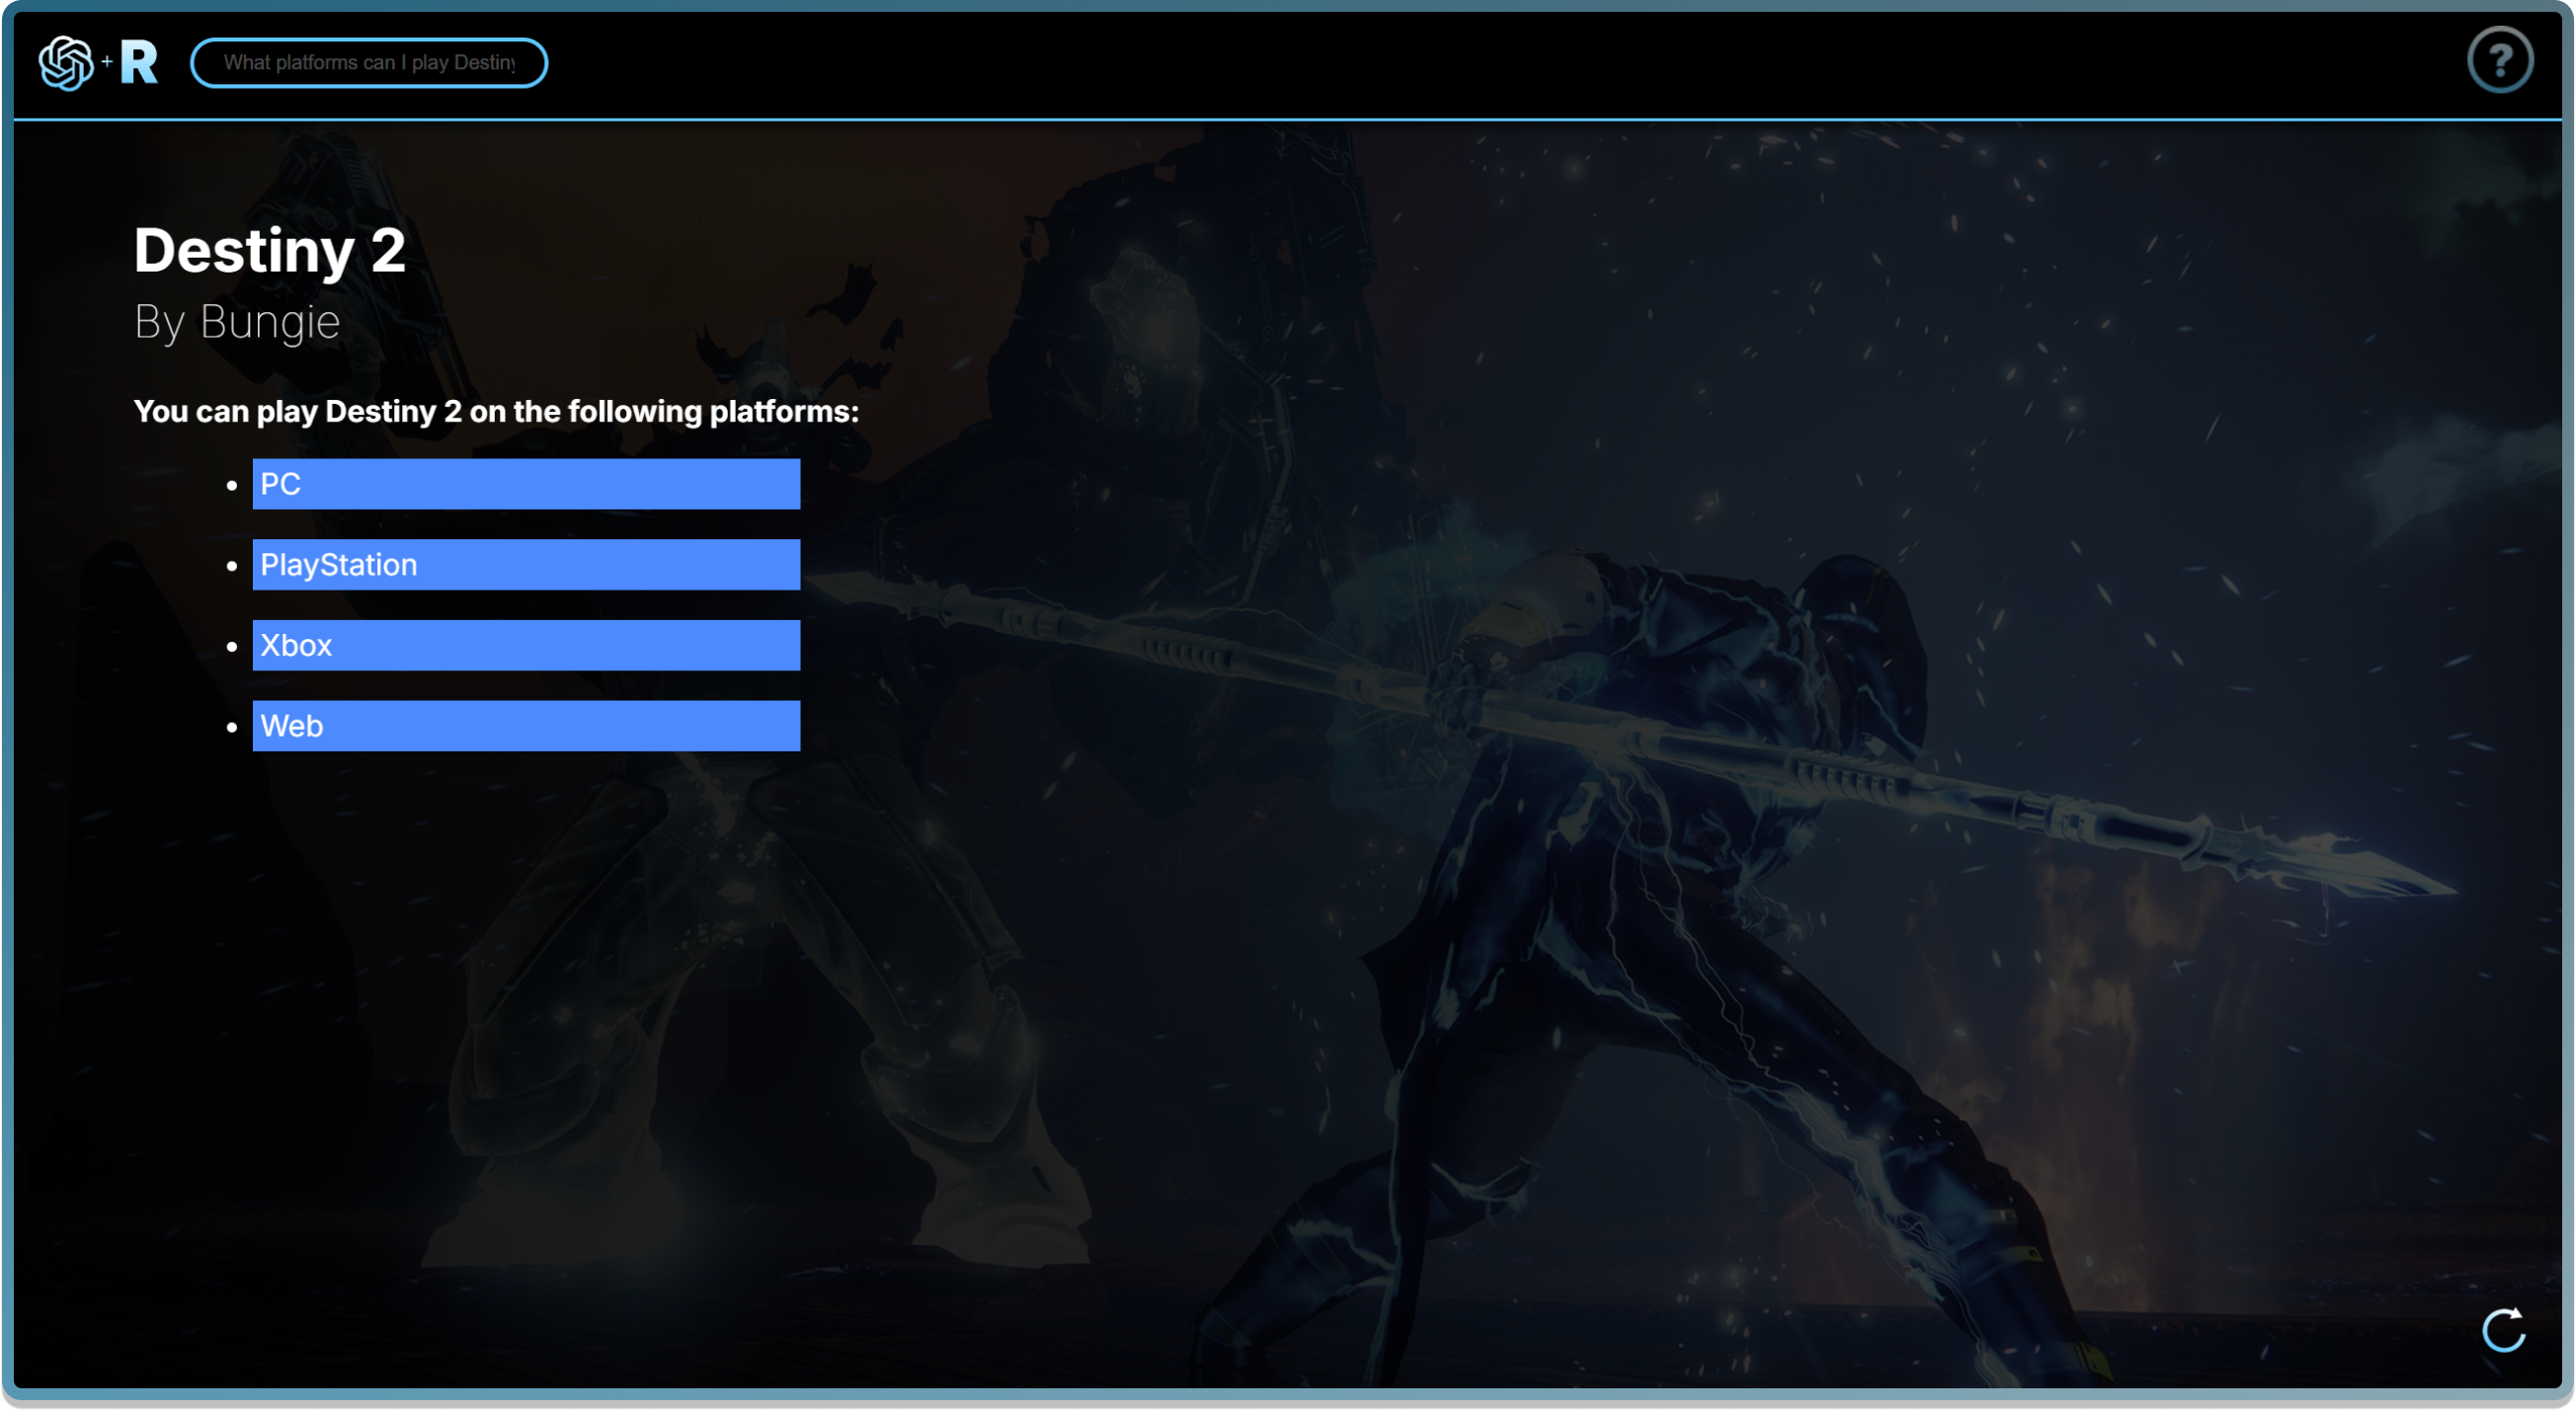 + R
What platforms can I play Destiny
?
Destiny 2
By Bungie
You can play Destiny 2 on the following platforms:
• PC
• PlayStation
• Xbox
• Web